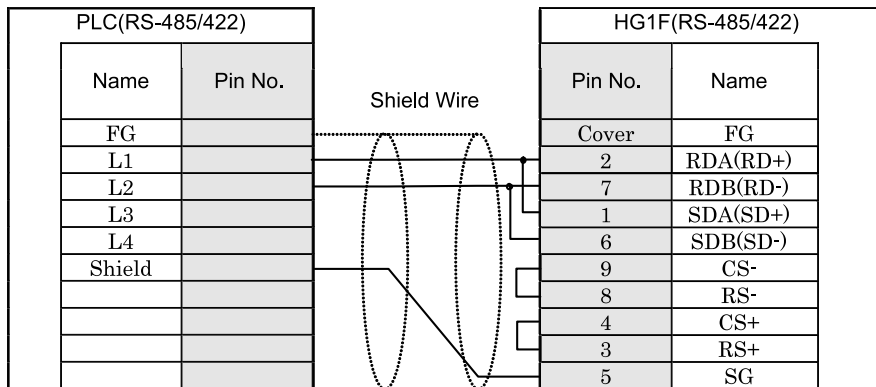 PLC(RS-485/422) HG1F(RS-485/422)
Name Pin No. Shield Wire Pin No. Name
FG Cover FG
L1 2 RDA(RD+)
L2 7 RDB(RD-)
L3 1 SDA(SD+)
L4 6 SDB(SD-)
Shield 9 CS-
8 RS-
4 CS+
3 RS+
5 SG